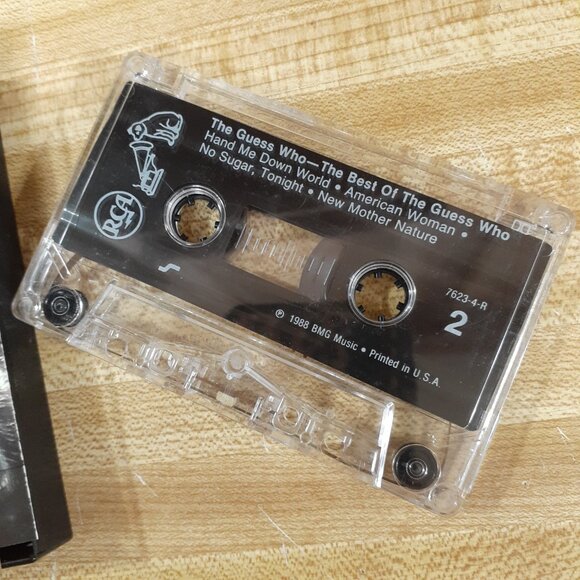 The Guess Who—The Best Of The Guess Who
Hand Me Down World • American Woman •
No Sugar, Tonight • New Mother Nature
RCA
7623-4-R
2
℗ 1988 BMG Music • Printed in U.S.A.